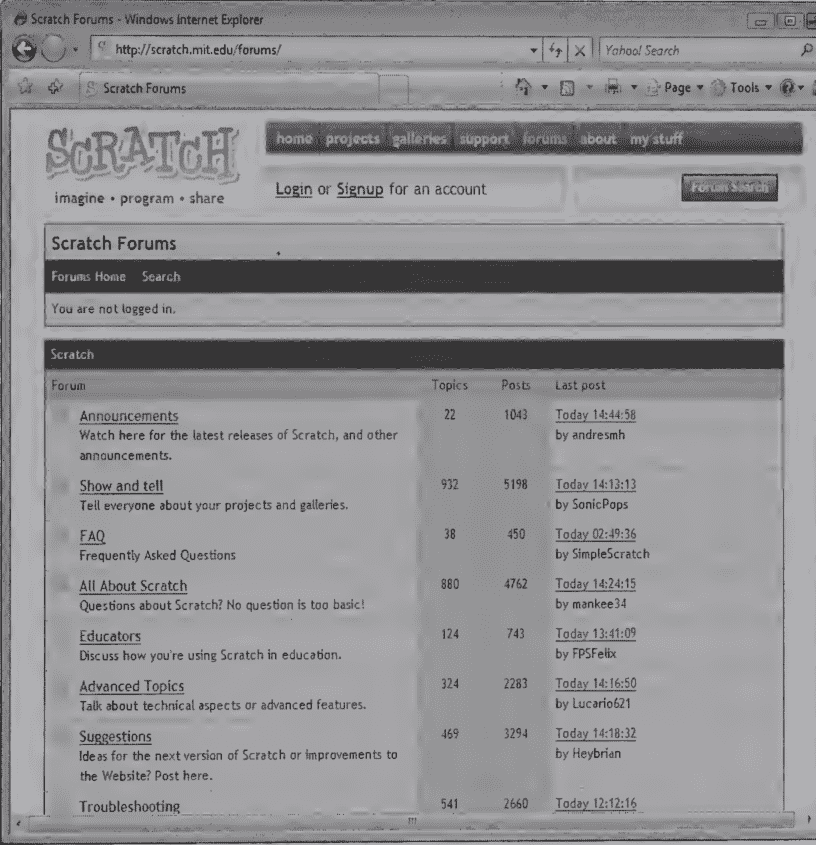 Scratch Forums - Windows Internet Explorer
http://scratch.mit.edu/forums/ Yahoo! Search
Scratch Forums Page Tools
SCRATCH home projects galleries support forums about my stuff
imagine • program • share
Login or Signup for an account Forum Search
Scratch Forums
Forums Home Search
You are not logged in.
Scratch
Forum Topics Posts Last post
Announcements 22 1043 Today 14:44:58
Watch here for the latest releases of Scratch, and other by andresmh
announcements.
Show and tell 932 5198 Today 14:13:13
Tell everyone about your projects and galleries. by SonicPops
FAQ 38 450 Today 02:49:36
Frequently Asked Questions by SimpleScratch
All About Scratch 880 4762 Today 14:24:15
Questions about Scratch? No question is too basic! by mankee34
Educators 124 743 Today 13:41:09
Discuss how you're using Scratch in education. by FPSFelix
Advanced Topics 324 2283 Today 14:16:50
Talk about technical aspects or advanced features. by Lucario621
Suggestions 469 3294 Today 14:18:32
Ideas for the next version of Scratch or improvements to by Heybrian
the Website? Post here.
Troubleshooting 541 2660 Today 12:12:16